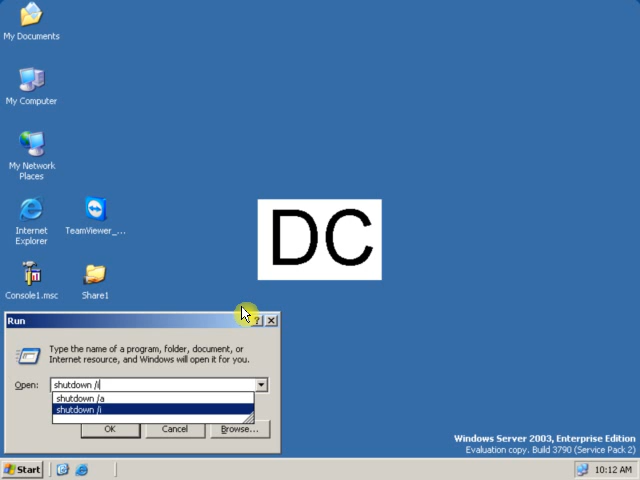 My Documents
My Computer
My Network
Places
Internet
Explorer
TeamViewer_...
Console1.msc
Share1
DC
Run
Type the name of a program, folder, document, or
Internet resource, and Windows will open it for you.
Open:
shutdown /i
shutdown /a
shutdown /i
OK
Cancel
Browse...
Windows Server 2003, Enterprise Edition
Evaluation copy. Build 3790 (Service Pack 2)
Start
10:12 AM